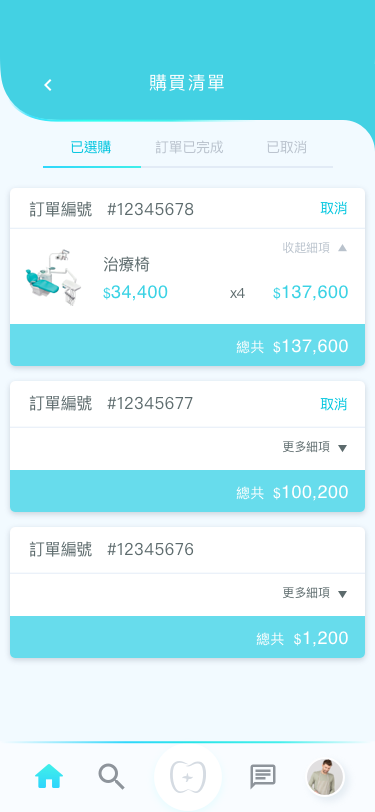 購買清單
已選購 訂單已完成 已取消
訂單編號 #12345678 取消
收起細項
治療椅
$34,400 x4 $137,600
總共 $137,600
訂單編號 #12345677 取消
更多細項
總共 $100,200
訂單編號 #12345676
更多細項
總共 $1,200